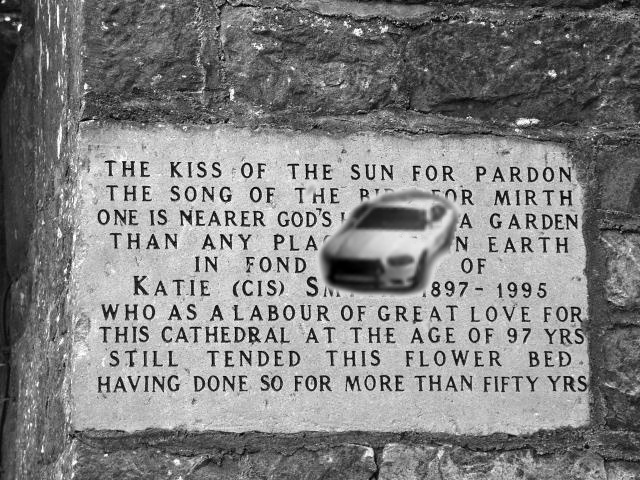 THE KISS OF THE SUN FOR PARDON
THE SONG OF THE FOR MIRTH
ONE IS NEARER GOD'S A GARDEN
THAN ANY EARTH
IN FOND OF
KATIE (CIS) 1897-1995
WHO AS A LABOUR OF GREAT LOVE FOR
THIS CATHEDRAL AT THE AGE OF 97 YRS
STILL TENDED THIS FLOWER BED
HAVING DONE SO FOR MORE THAN FIFTY YRS